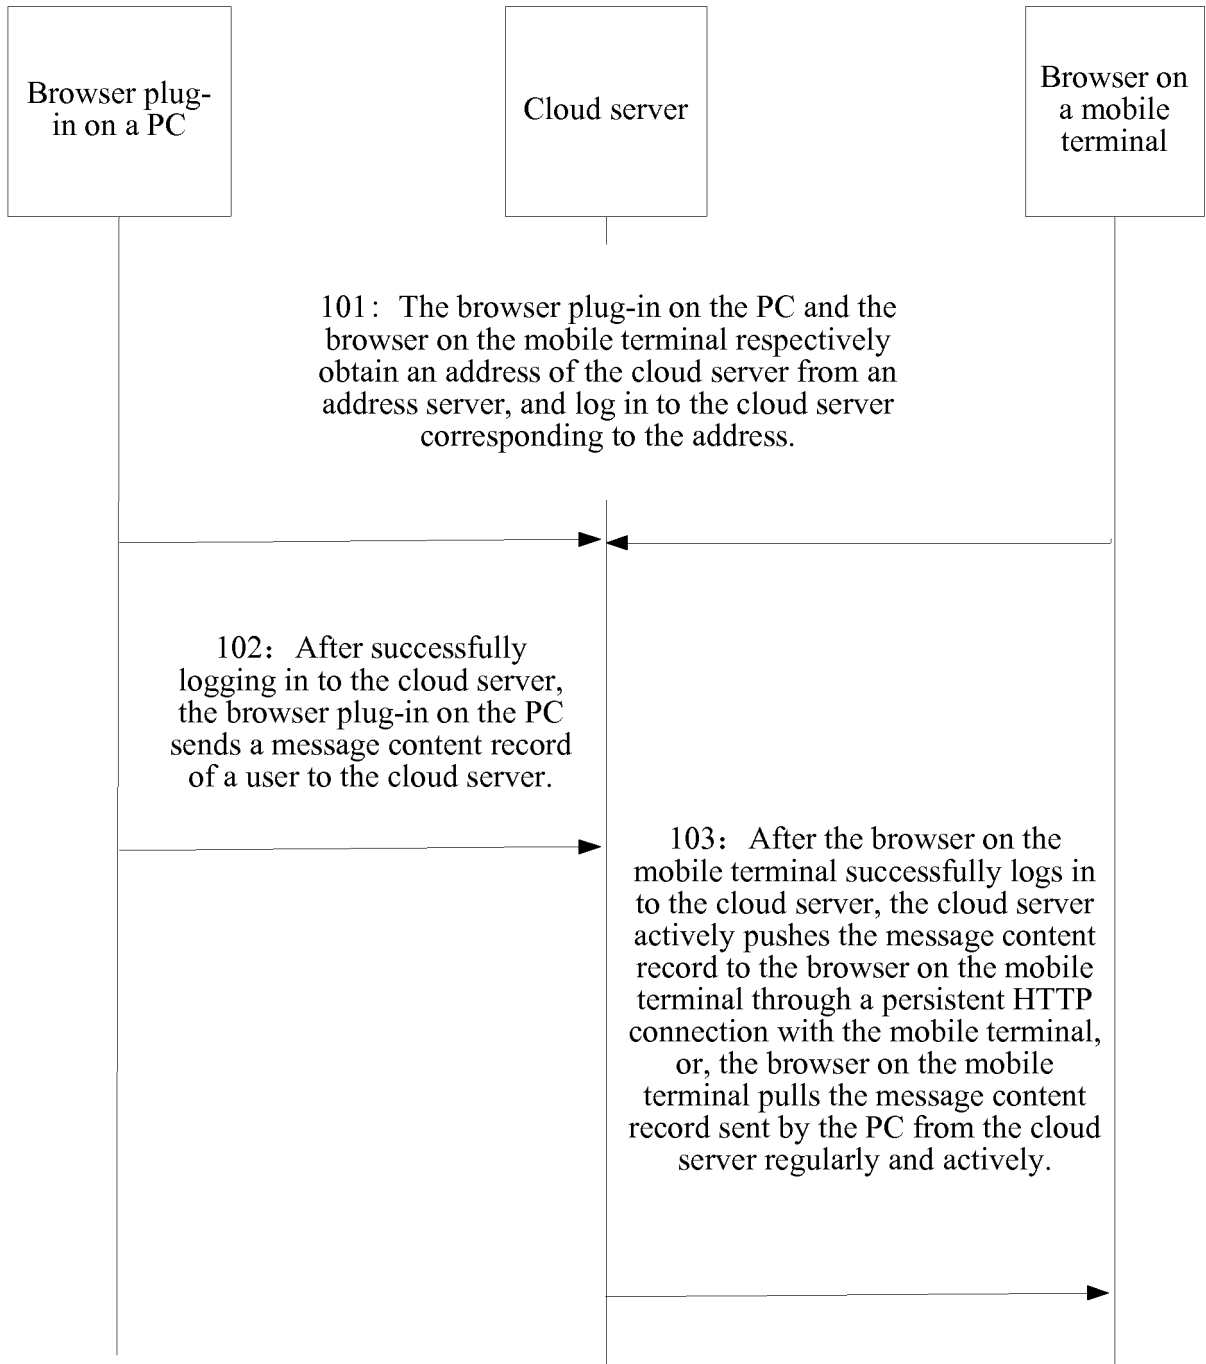 Browser plug-
in on a PC
Cloud server
Browser on
a mobile
terminal
101：The browser plug-in on the PC and the
browser on the mobile terminal respectively
obtain an address of the cloud server from an
address server, and log in to the cloud server
corresponding to the address.
102：After successfully
logging in to the cloud server,
the browser plug-in on the PC
sends a message content record
of a user to the cloud server.
103：After the browser on the
mobile terminal successfully logs in
to the cloud server, the cloud server
actively pushes the message content
record to the browser on the mobile
terminal through a persistent HTTP
connection with the mobile terminal,
or, the browser on the mobile
terminal pulls the message content
record sent by the PC from the cloud
server regularly and actively.